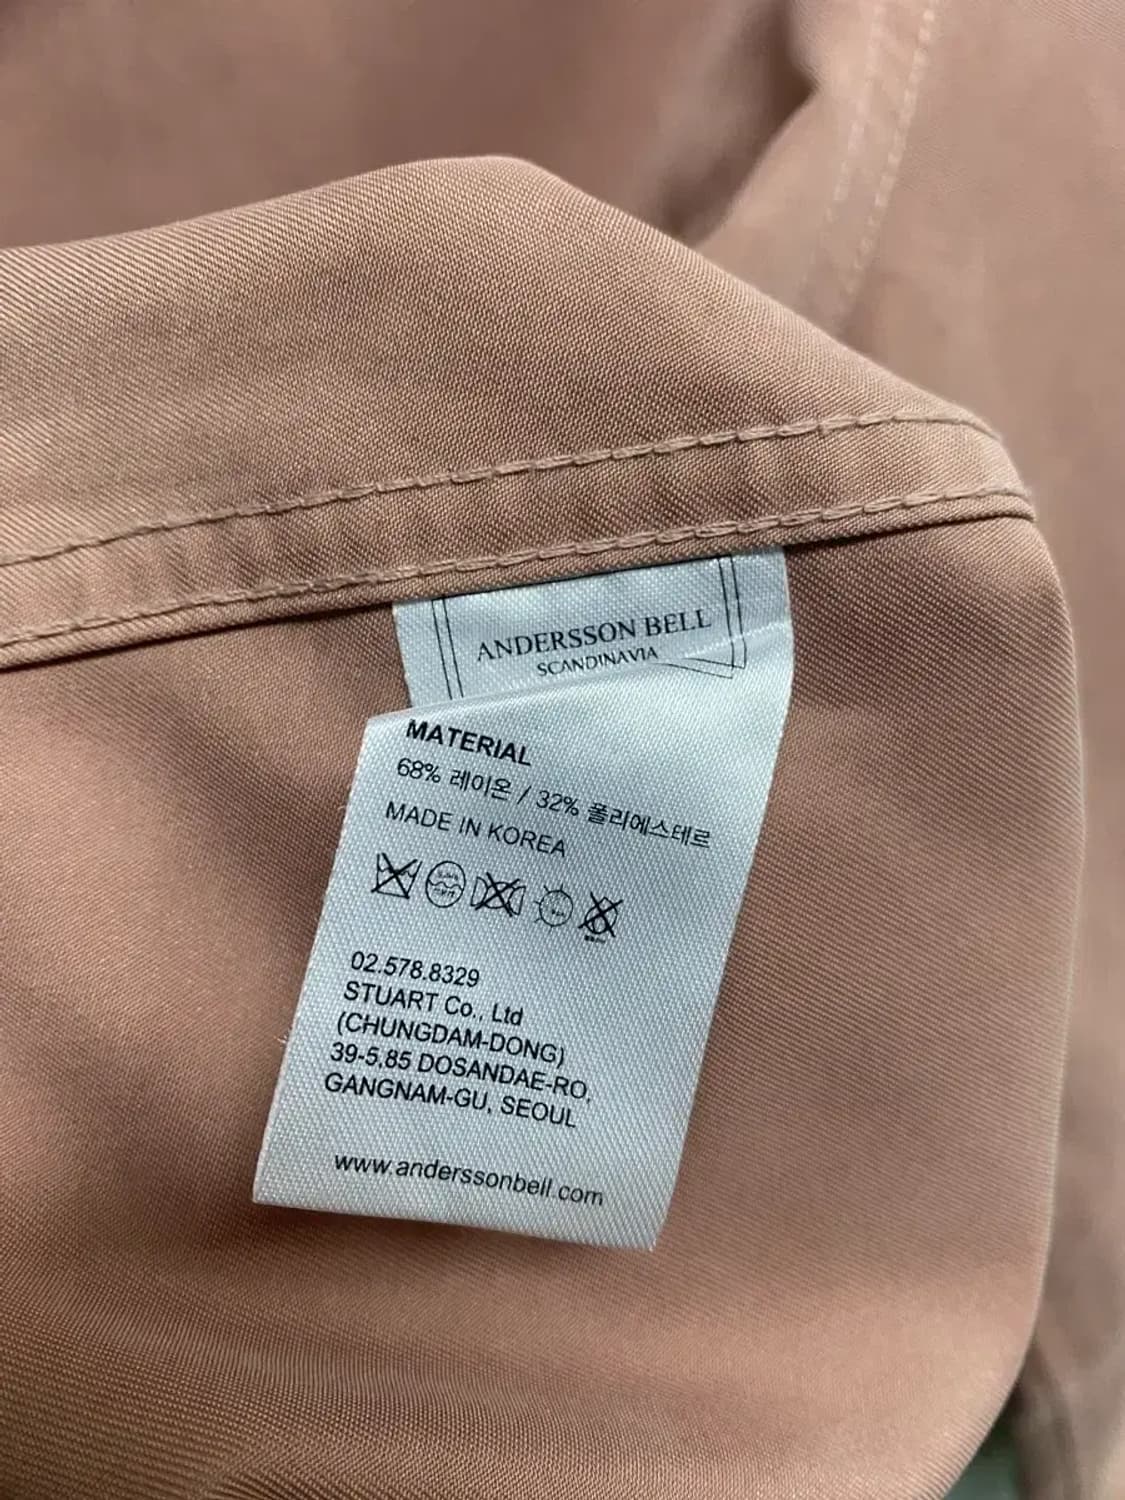 ANDERSSON BELL
SCANDINAVIA
MATERIAL
68% 레이온 / 32% 폴리에스테르
MADE IN KOREA
02.578.8329
STUART Co., Ltd
(CHUNGDAM-DONG)
39-5,85 DOSANDAE-RO,
GANGNAM-GU, SEOUL
www.anderssonbell.com